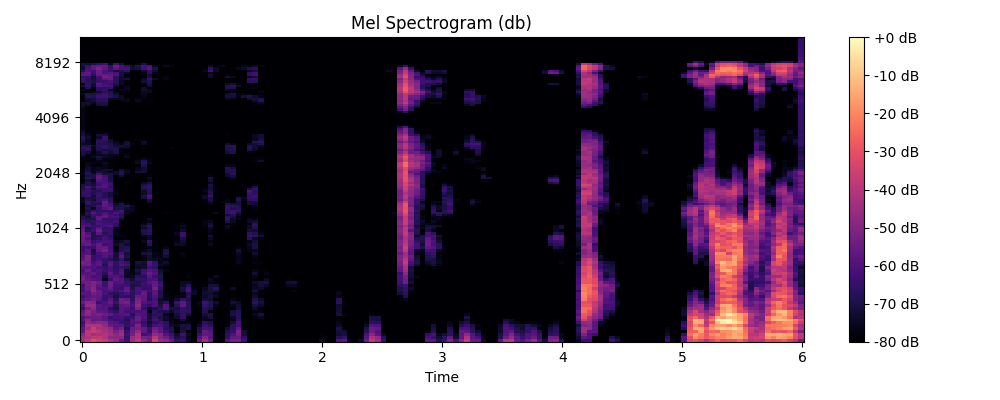 Mel Spectrogram (db)
Hz
8192
4096
2048
1024
512
0
0 1 2 3 4 5 6
Time
+0 dB
-10 dB
-20 dB
-30 dB
-40 dB
-50 dB
-60 dB
-70 dB
-80 dB